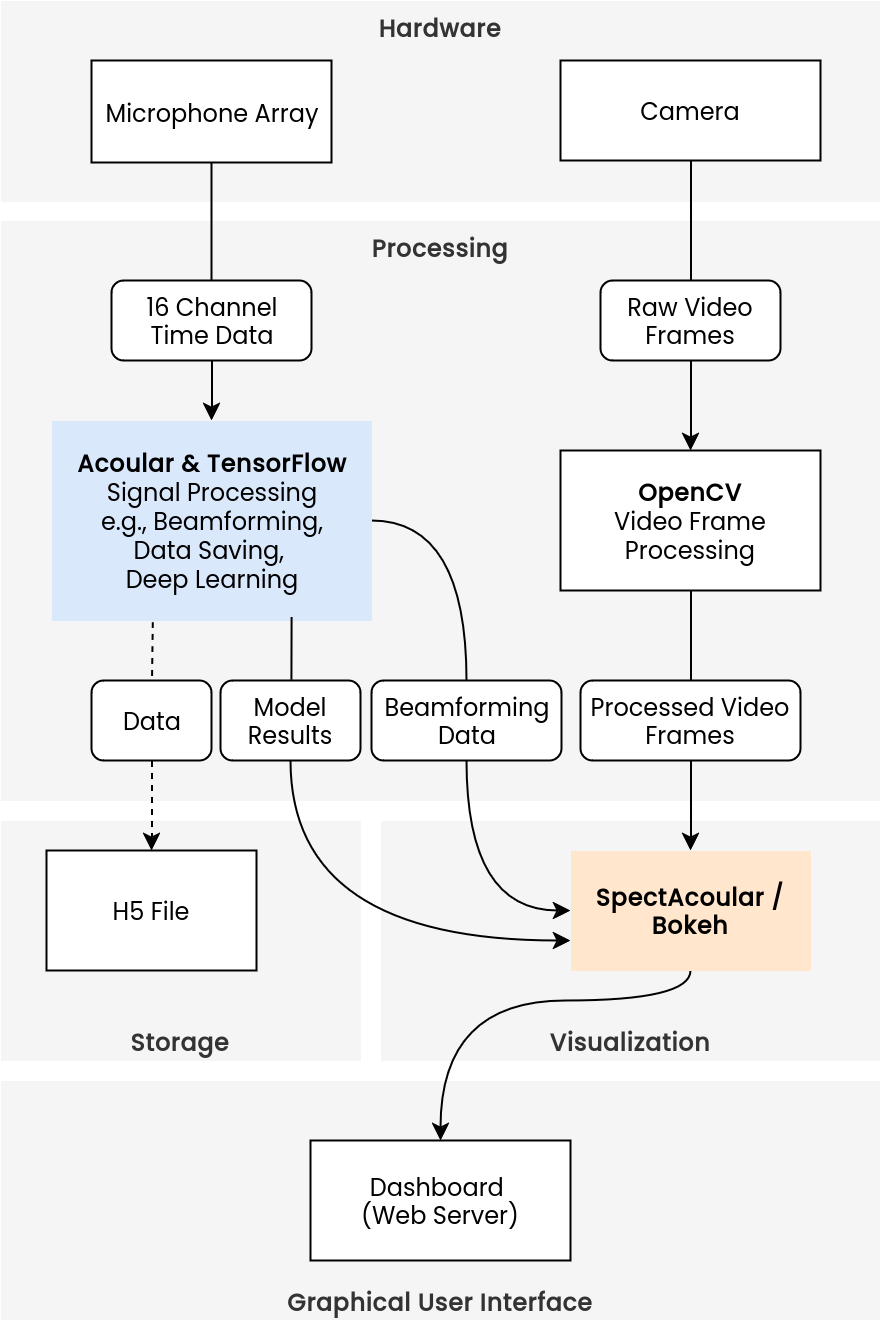 Hardware
Microphone Array
Camera
Processing
16 Channel
Time Data
Raw Video
Frames
Acoular & TensorFlow
Signal Processing
e.g., Beamforming,
Data Saving,
Deep Learning
OpenCV
Video Frame
Processing
Data
Model
Results
Beamforming
Data
Processed Video
Frames
H5 File
SpectAcoular /
Bokeh
Storage
Visualization
Dashboard
(Web Server)
Graphical User Interface